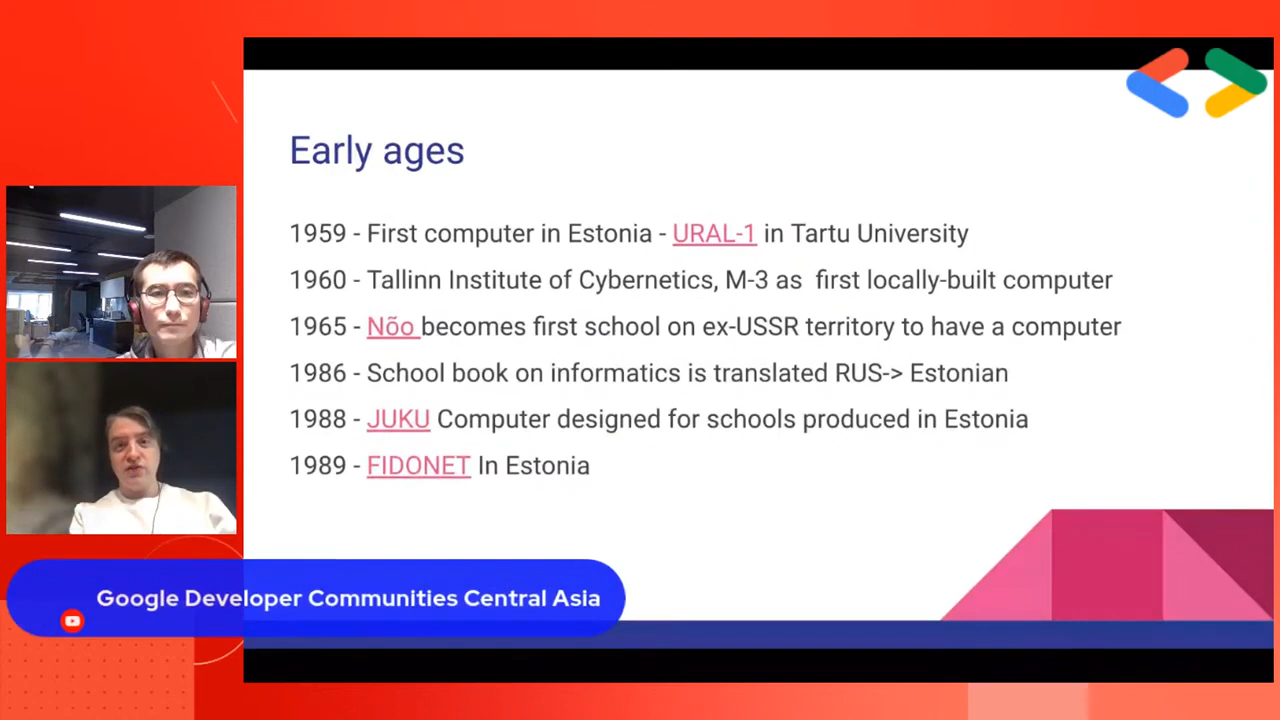 Early ages
1959 - First computer in Estonia - URAL-1 in Tartu University
1960 - Tallinn Institute of Cybernetics, M-3 as  first locally-built computer
1965 - Nõo becomes first school on ex-USSR territory to have a computer
1986 - School book on informatics is translated RUS-> Estonian
1988 - JUKU Computer designed for schools produced in Estonia
1989 - FIDONET In Estonia
Google Developer Communities Central Asia